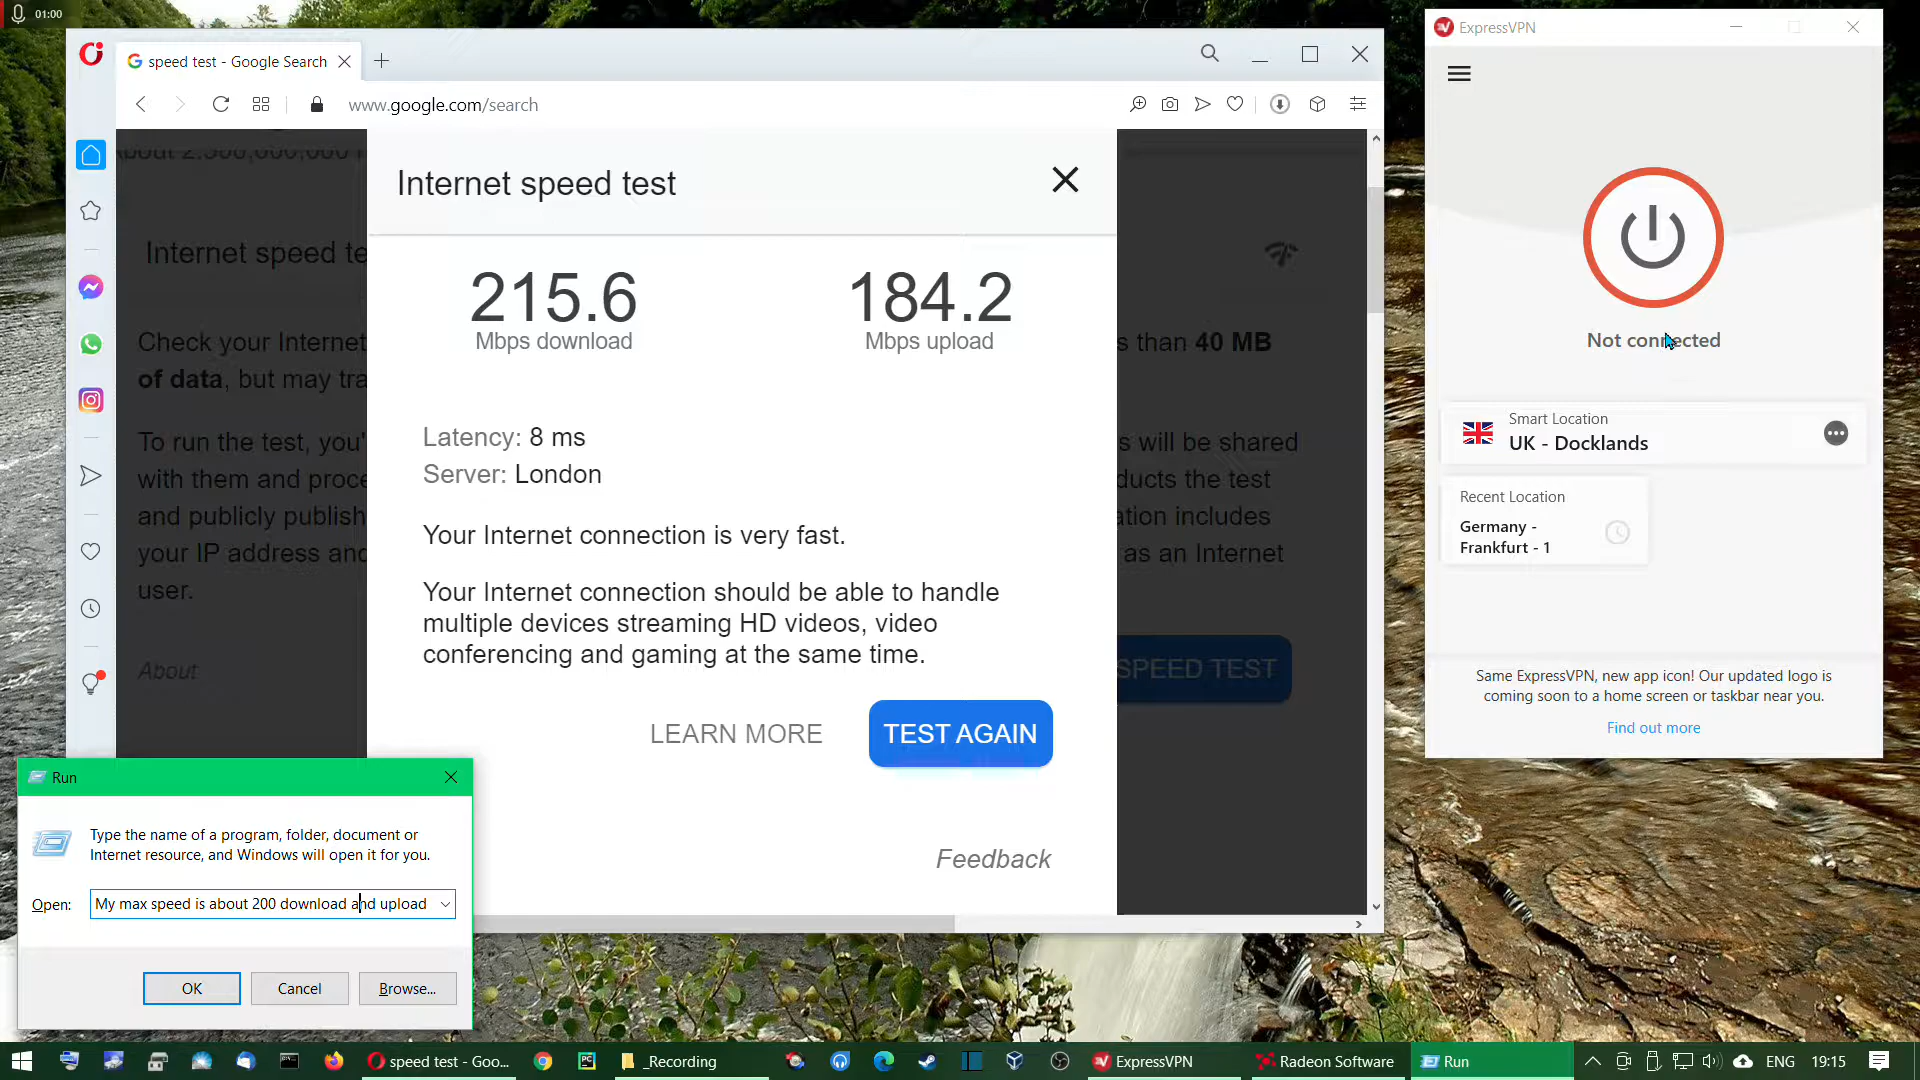 01:00
speed test - Google Search
www.google.com/search
Internet speed test
215.6
Mbps download
184.2
Mbps upload
Latency: 8 ms
Server: London
Your Internet connection is very fast.
Your Internet connection should be able to handle
multiple devices streaming HD videos, video
conferencing and gaming at the same time.
LEARN MORE
TEST AGAIN
Feedback
About 2,900,000,000
Internet speed te
Check your Internet
s than 40 MB
of data, but may tra
To run the test, you'
s will be shared
with them and proce
ducts the test
and publicly publish
ation includes
your IP address and
as an Internet
user.
About
SPEED TEST
ExpressVPN
Not connected
Smart Location
UK - Docklands
Recent Location
Germany -
Frankfurt - 1
Same ExpressVPN, new app icon! Our updated logo is
coming soon to a home screen or taskbar near you.
Find out more
Run
Type the name of a program, folder, document or
Internet resource, and Windows will open it for you.
Open:
My max speed is about 200 download and upload
OK
Cancel
Browse...
speed test - Goo...
PC
_Recording
ExpressVPN
Radeon Software
Run
ENG
19:15